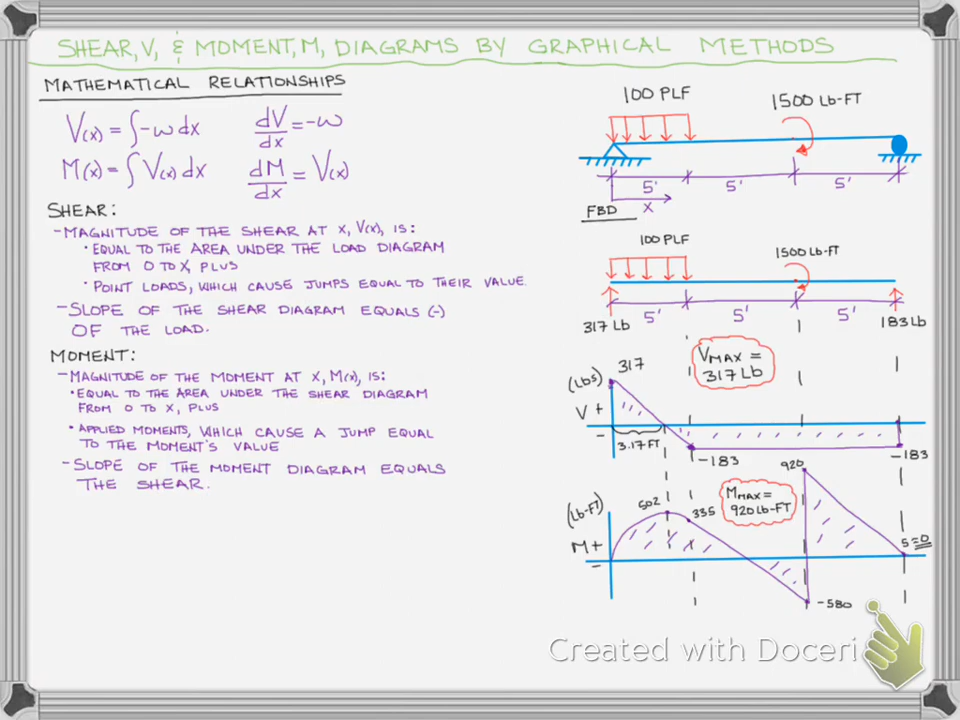 SHEAR, V, & MOMENT, M, DIAGRAMS BY GRAPHICAL METHODS
MATHEMATICAL RELATIONSHIPS
V(x) = ∫-w dx
dV/dx = -w
M(x) = ∫V(x) dx
dM/dx = V(x)
SHEAR:
- MAGNITUDE OF THE SHEAR AT X, V(x), IS:
• EQUAL TO THE AREA UNDER THE LOAD DIAGRAM
FROM 0 TO X, PLUS
• POINT LOADS, WHICH CAUSE JUMPS EQUAL TO THEIR VALUE.
- SLOPE OF THE SHEAR DIAGRAM EQUALS (-)
OF THE LOAD.
MOMENT:
- MAGNITUDE OF THE MOMENT AT X, M(x), IS:
• EQUAL TO THE AREA UNDER THE SHEAR DIAGRAM
FROM 0 TO X, PLUS
• APPLIED MOMENTS, WHICH CAUSE A JUMP EQUAL
TO THE MOMENT'S VALUE
- SLOPE OF THE MOMENT DIAGRAM EQUALS
THE SHEAR.
100 PLF
1500 Lb-FT
5' 5' 5'
X
FBD
100 PLF
1500 Lb-FT
5' 5' 5'
317 Lb
183 Lb
VMAX =
317 Lb
(Lbs)
317
V +
-
3.17 FT
-183
-183
920
MMAX =
920 Lb-FT
(Lb-FT)
502
335
M +
-
5=0
-580
Created with Doceri